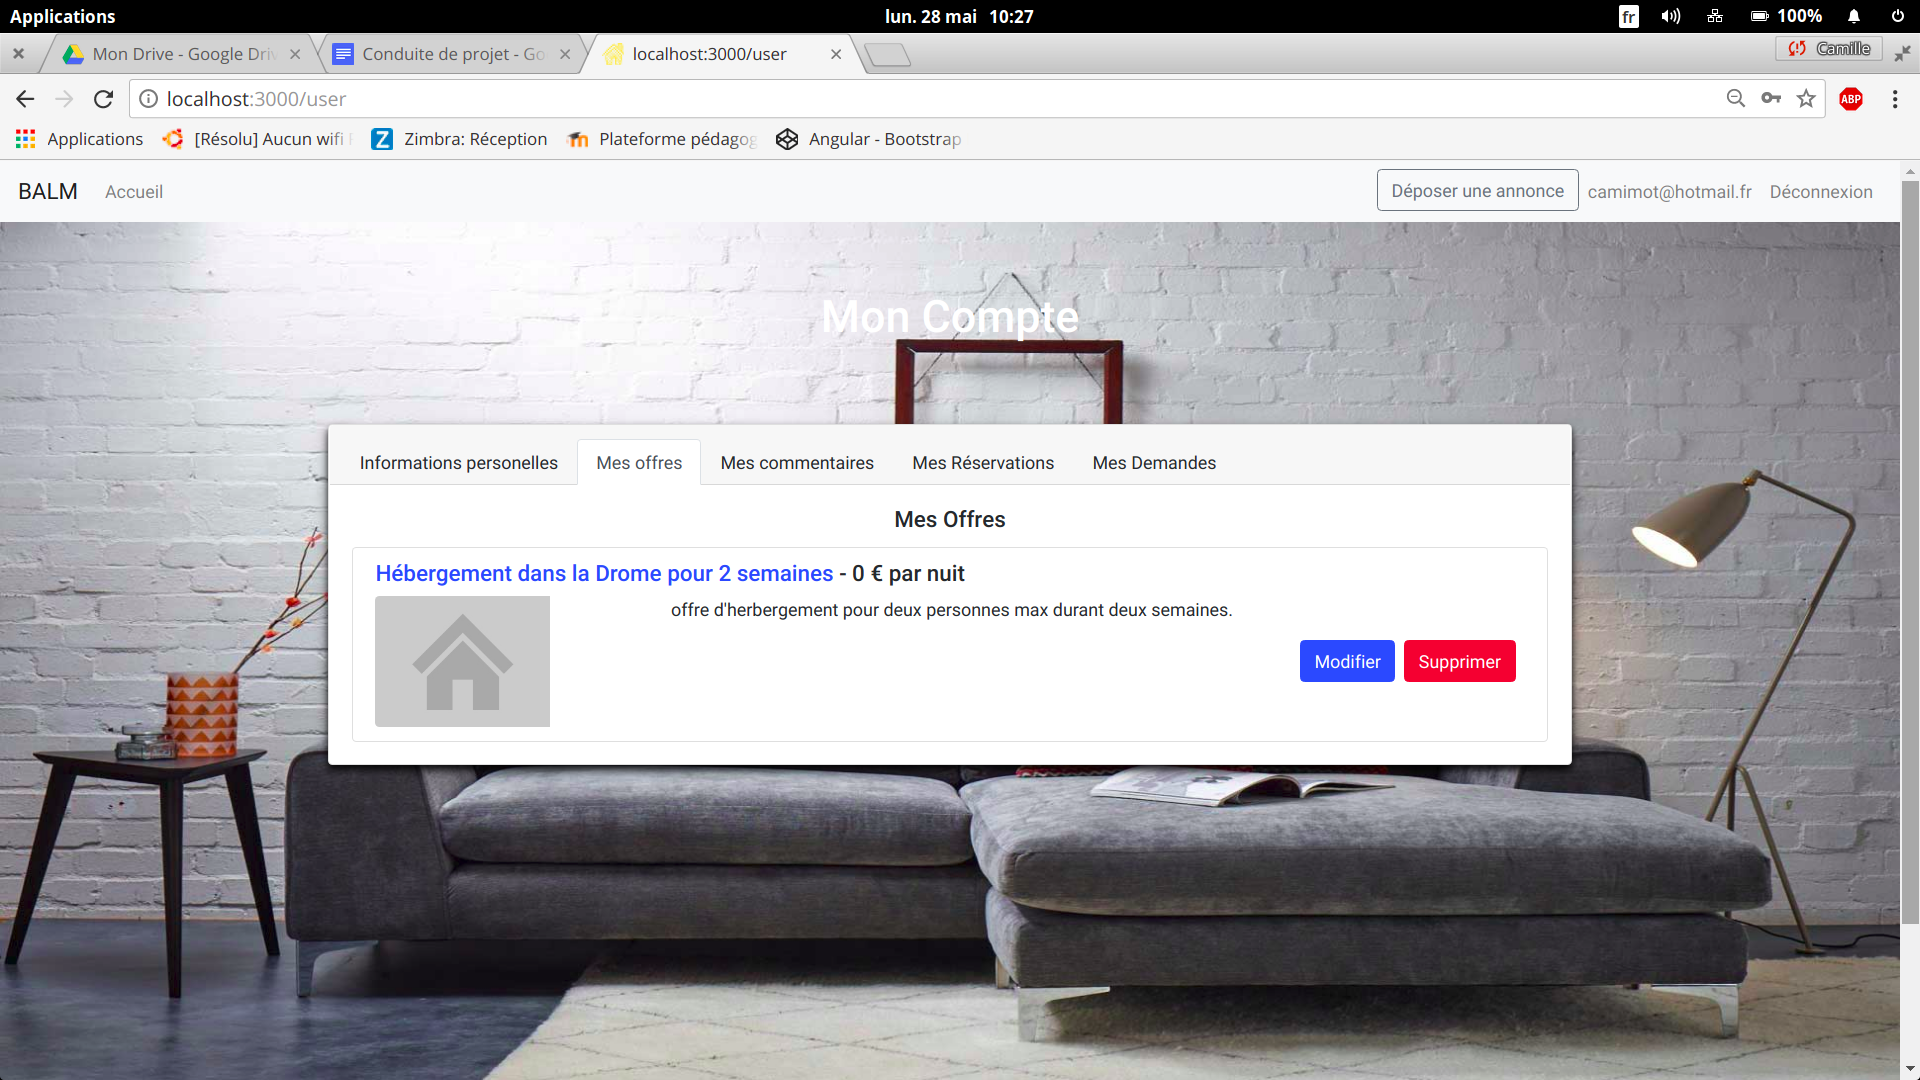 Applications
lun. 28 mai 10:27
fr
100%
Mon Drive - Google Driv
Conduite de projet - Go
localhost:3000/user
Camille
localhost:3000/user
ABP
Applications
[Résolu] Aucun wifi
Zimbra: Réception
Plateforme pédagog
Angular - Bootstrap
BALM
Accueil
Déposer une annonce
camimot@hotmail.fr
Déconnexion
Mon Compte
Informations personelles
Mes offres
Mes commentaires
Mes Réservations
Mes Demandes
Mes Offres
Hébergement dans la Drome pour 2 semaines - 0 € par nuit
offre d'herbergement pour deux personnes max durant deux semaines.
Modifier
Supprimer